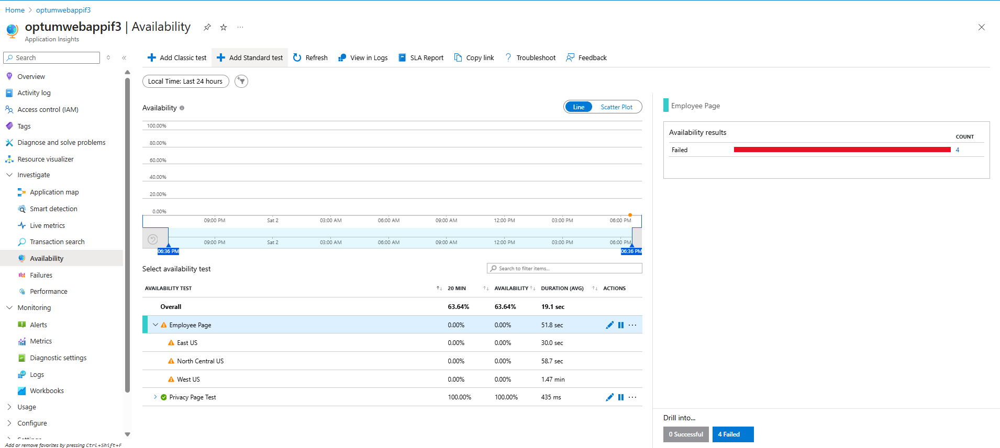 Home > optumwebappif3
optumwebappif3 | Availability
Application Insights
Search
Overview
Activity log
Access control (IAM)
Tags
Diagnose and solve problems
Resource visualizer
Investigate
Application map
Smart detection
Live metrics
Transaction search
Availability
Failures
Performance
Monitoring
Alerts
Metrics
Diagnostic settings
Logs
Workbooks
Usage
Configure
Settings
Add or remove favorites by pressing Ctrl+Shift+F
Add Classic test
Add Standard test
Refresh
View in Logs
SLA Report
Copy link
Troubleshoot
Feedback
Local Time: Last 24 hours
Availability
Line
Scatter Plot
100.00%
80.00%
60.00%
40.00%
20.00%
0.00%
09:00 PM Sat 2 03:00 AM 06:00 AM 09:00 AM 12:00 PM 03:00 PM 06:00 PM
09:00 PM Sat 2 03:00 AM 06:00 AM 09:00 AM 12:00 PM 03:00 PM 06:00 PM
06:36 PM 06:36 PM
Select availability test
Search to filter items...
AVAILABILITY TEST 20 MIN AVAILABILITY DURATION (AVG) ACTIONS
Overall 63.64% 63.64% 19.1 sec
Employee Page 0.00% 0.00% 51.8 sec
East US 0.00% 0.00% 30.0 sec
North Central US 0.00% 0.00% 58.7 sec
West US 0.00% 0.00% 1.47 min
Privacy Page Test 100.00% 100.00% 435 ms
Employee Page
Availability results
COUNT
Failed 4
Drill into...
0 Successful
4 Failed